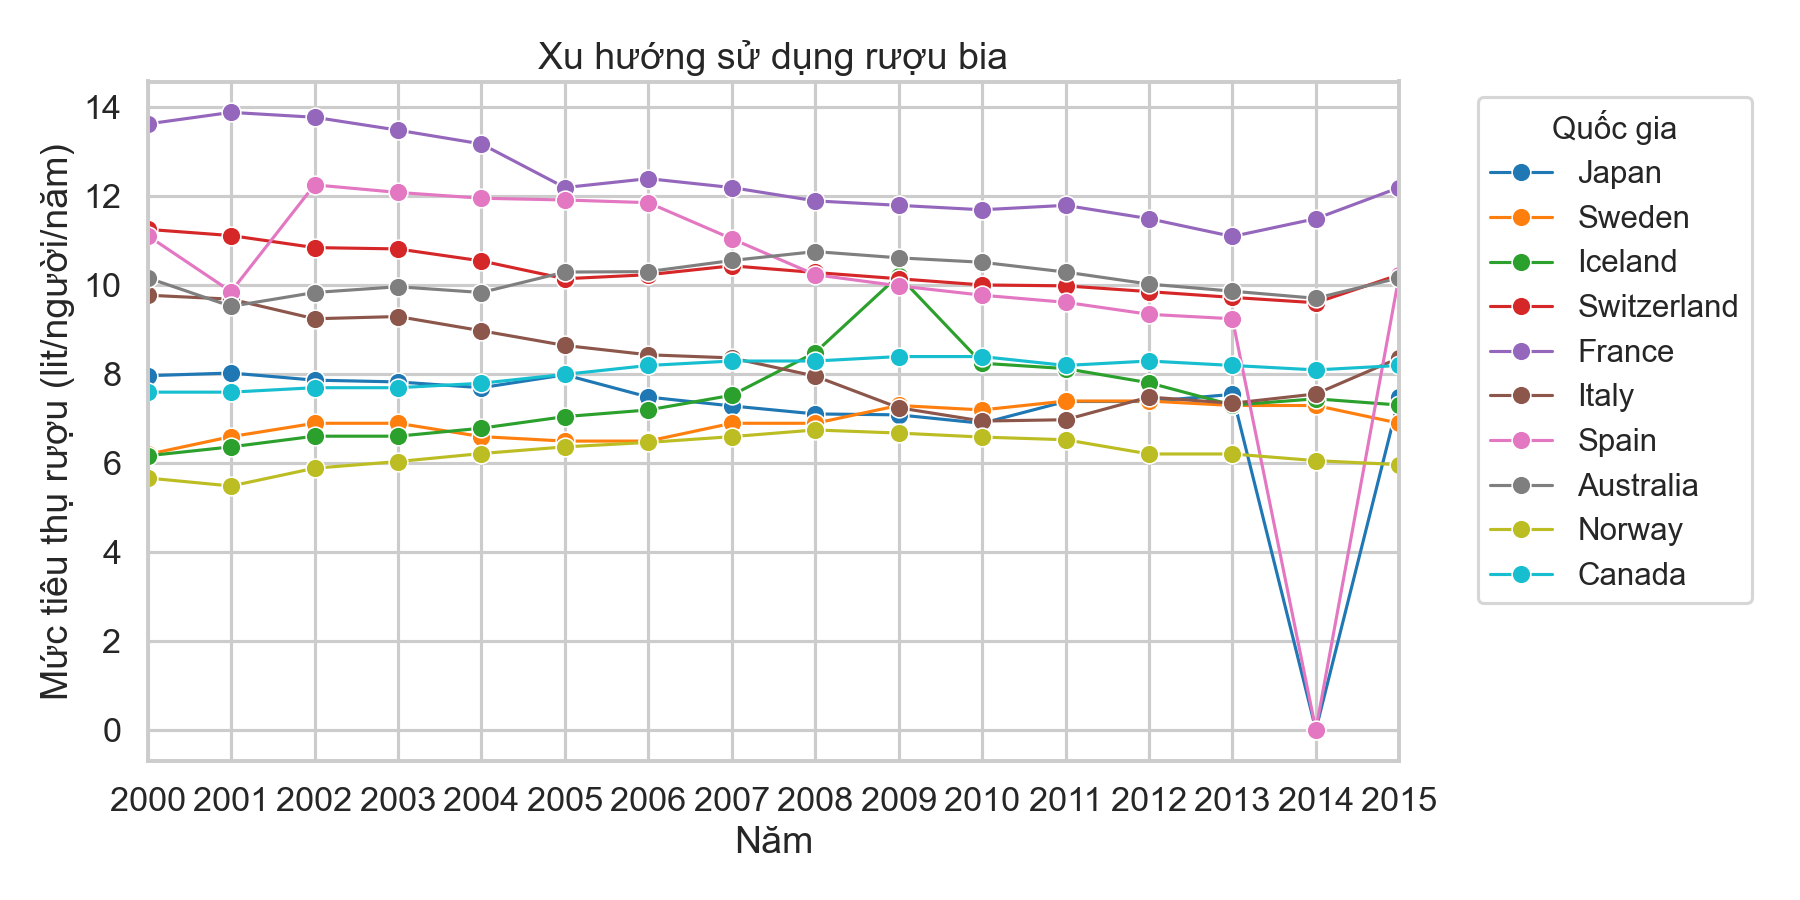 Xu hướng sử dụng rượu bia
Mức tiêu thụ rượu (lit/người/năm)
14
12
10
8
6
4
2
0
2000 2001 2002 2003 2004 2005 2006 2007 2008 2009 2010 2011 2012 2013 2014 2015
Năm
Quốc gia
Japan
Sweden
Iceland
Switzerland
France
Italy
Spain
Australia
Norway
Canada